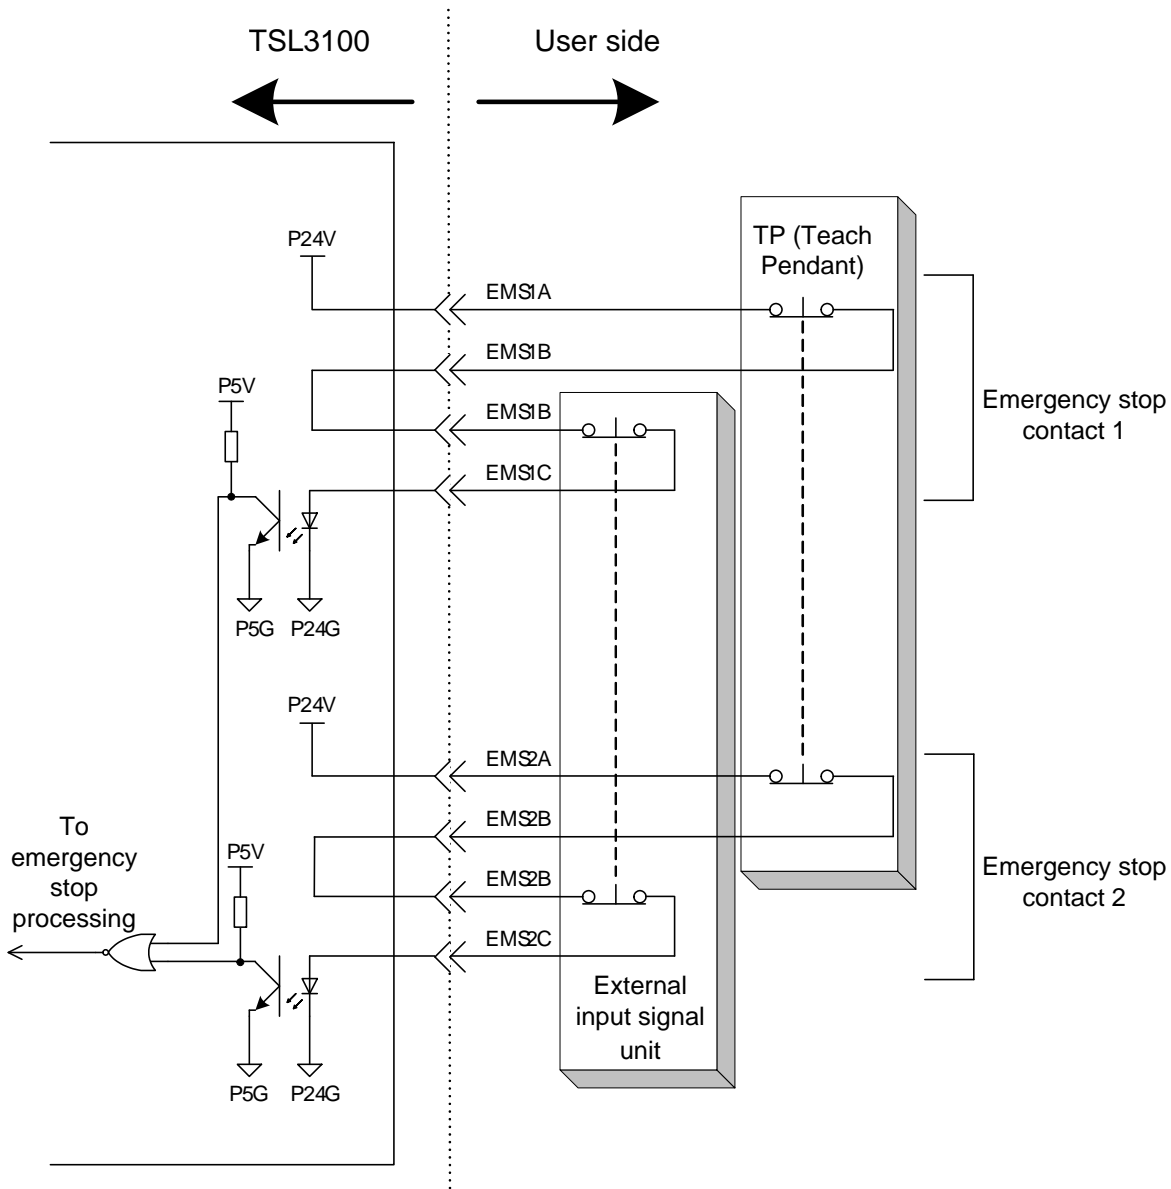 TSL3100
User side
TP (Teach
Pendant)
P24V
EMS1A
EMS1B
P5V
EMS1B
Emergency stop
contact 1
EMS1C
P5G
P24G
P24V
EMS2A
EMS2B
To
emergency
stop
processing
P5V
EMS2B
Emergency stop
contact 2
EMS2C
External
input signal
unit
P5G
P24G